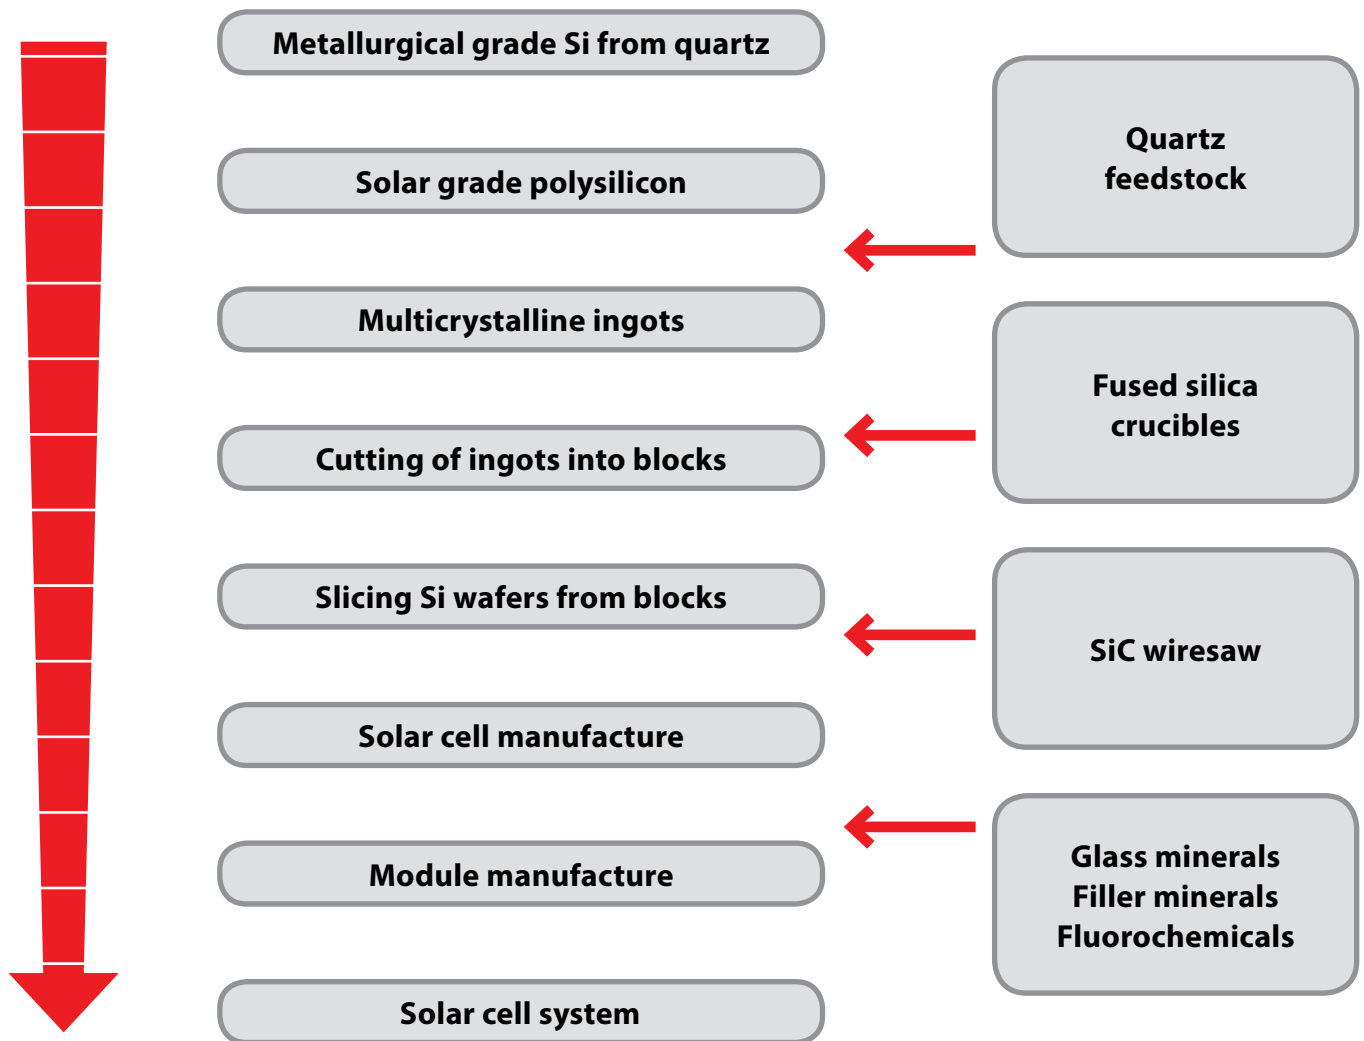 Metallurgical grade Si from quartz
Solar grade polysilicon
Multicrystalline ingots
Cutting of ingots into blocks
Slicing Si wafers from blocks
Solar cell manufacture
Module manufacture
Solar cell system
Quartz
feedstock
Fused silica
crucibles
SiC wiresaw
Glass minerals
Filler minerals
Fluorochemicals